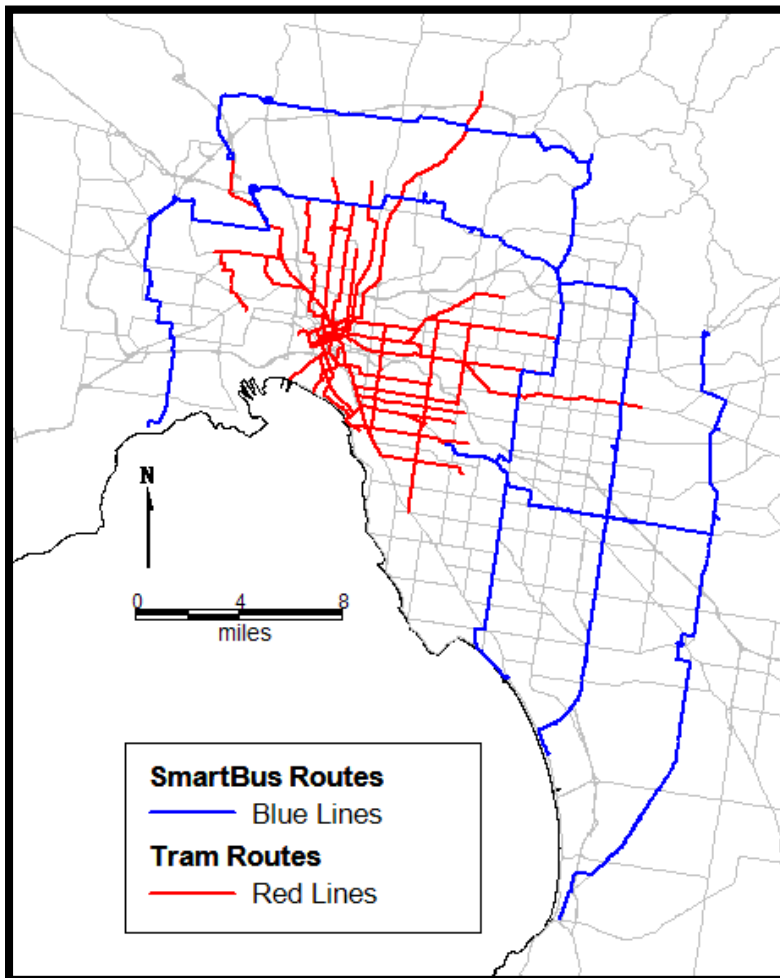 N
0 4 8
miles
SmartBus Routes
Blue Lines
Tram Routes
Red Lines